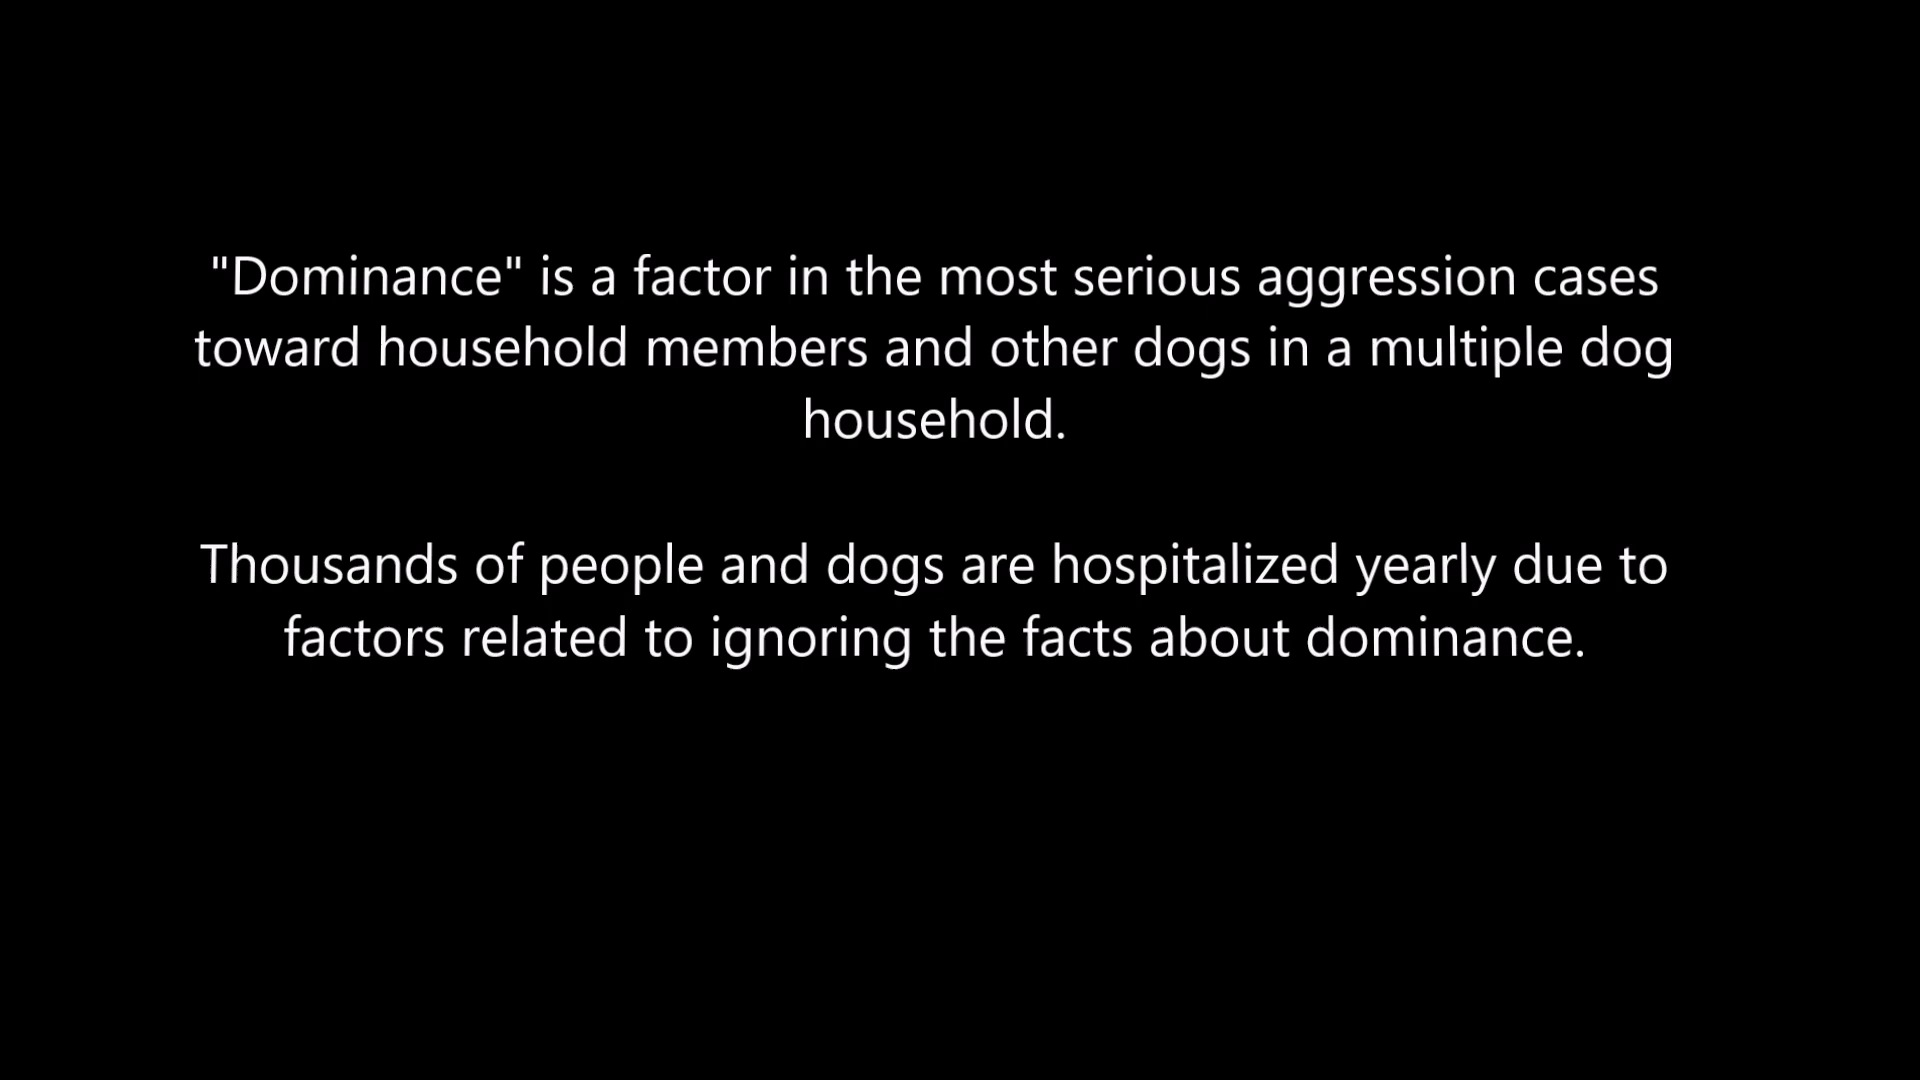 "Dominance" is a factor in the most serious aggression cases
toward household members and other dogs in a multiple dog
household.
Thousands of people and dogs are hospitalized yearly due to
factors related to ignoring the facts about dominance.